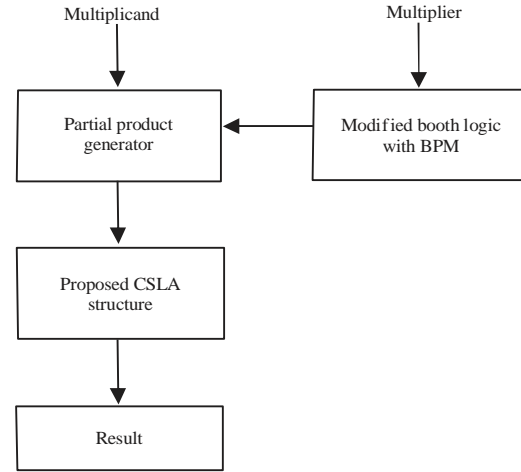 Multiplicand
Multiplier
Partial product
generator
Modified booth logic
with BPM
Proposed CSLA
structure
Result